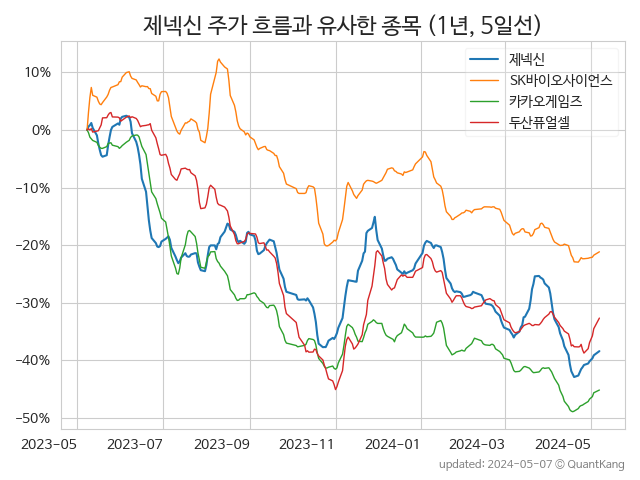 제넥신 주가 흐름과 유사한 종목 (1년, 5일선)
제넥신
SK바이오사이언스
카카오게임즈
두산퓨얼셀
10%
0%
−10%
−20%
−30%
−40%
−50%
2023−05
2023−07
2023−09
2023−11
2024−01
2024−03
2024−05
updated: 2024-05-07 © QuantKang